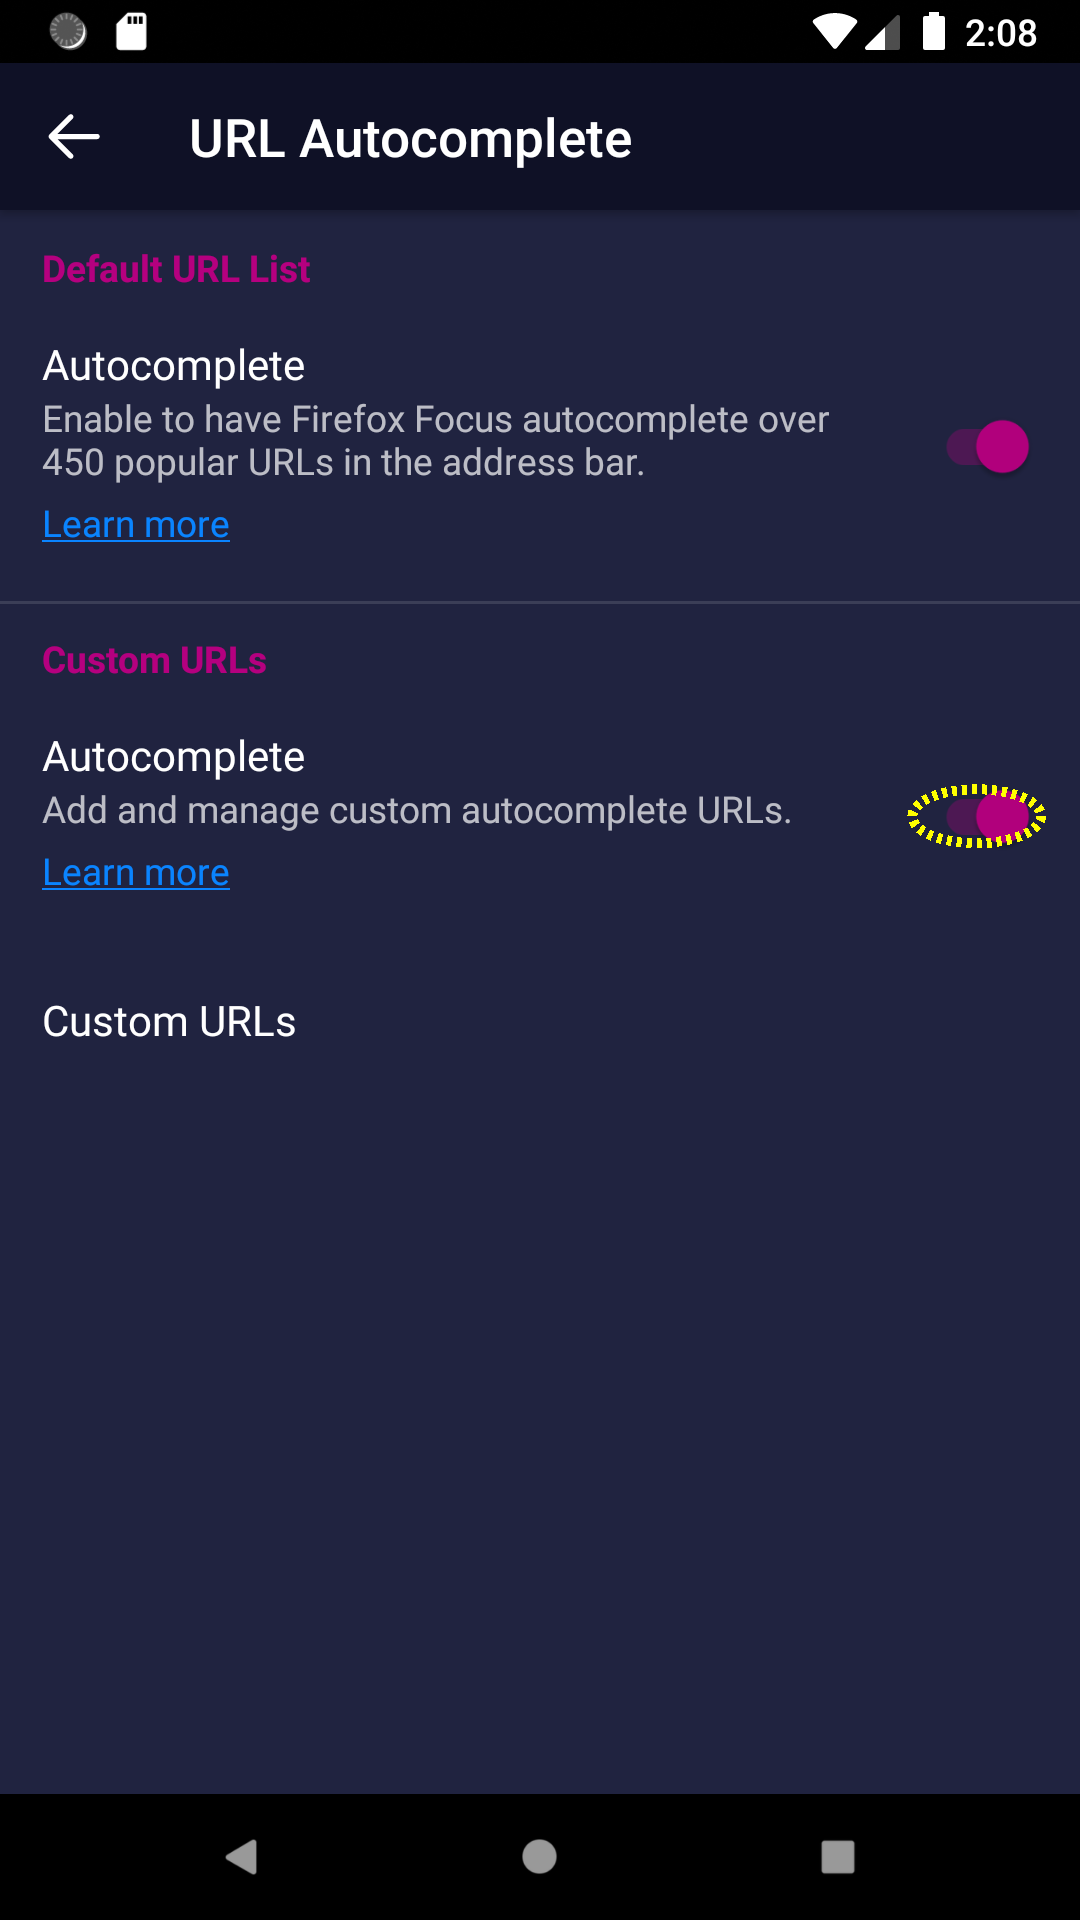 2:08
URL Autocomplete
Default URL List
Autocomplete
Enable to have Firefox Focus autocomplete over
450 popular URLs in the address bar.
Learn more
Custom URLs
Autocomplete
Add and manage custom autocomplete URLs.
Learn more
Custom URLs